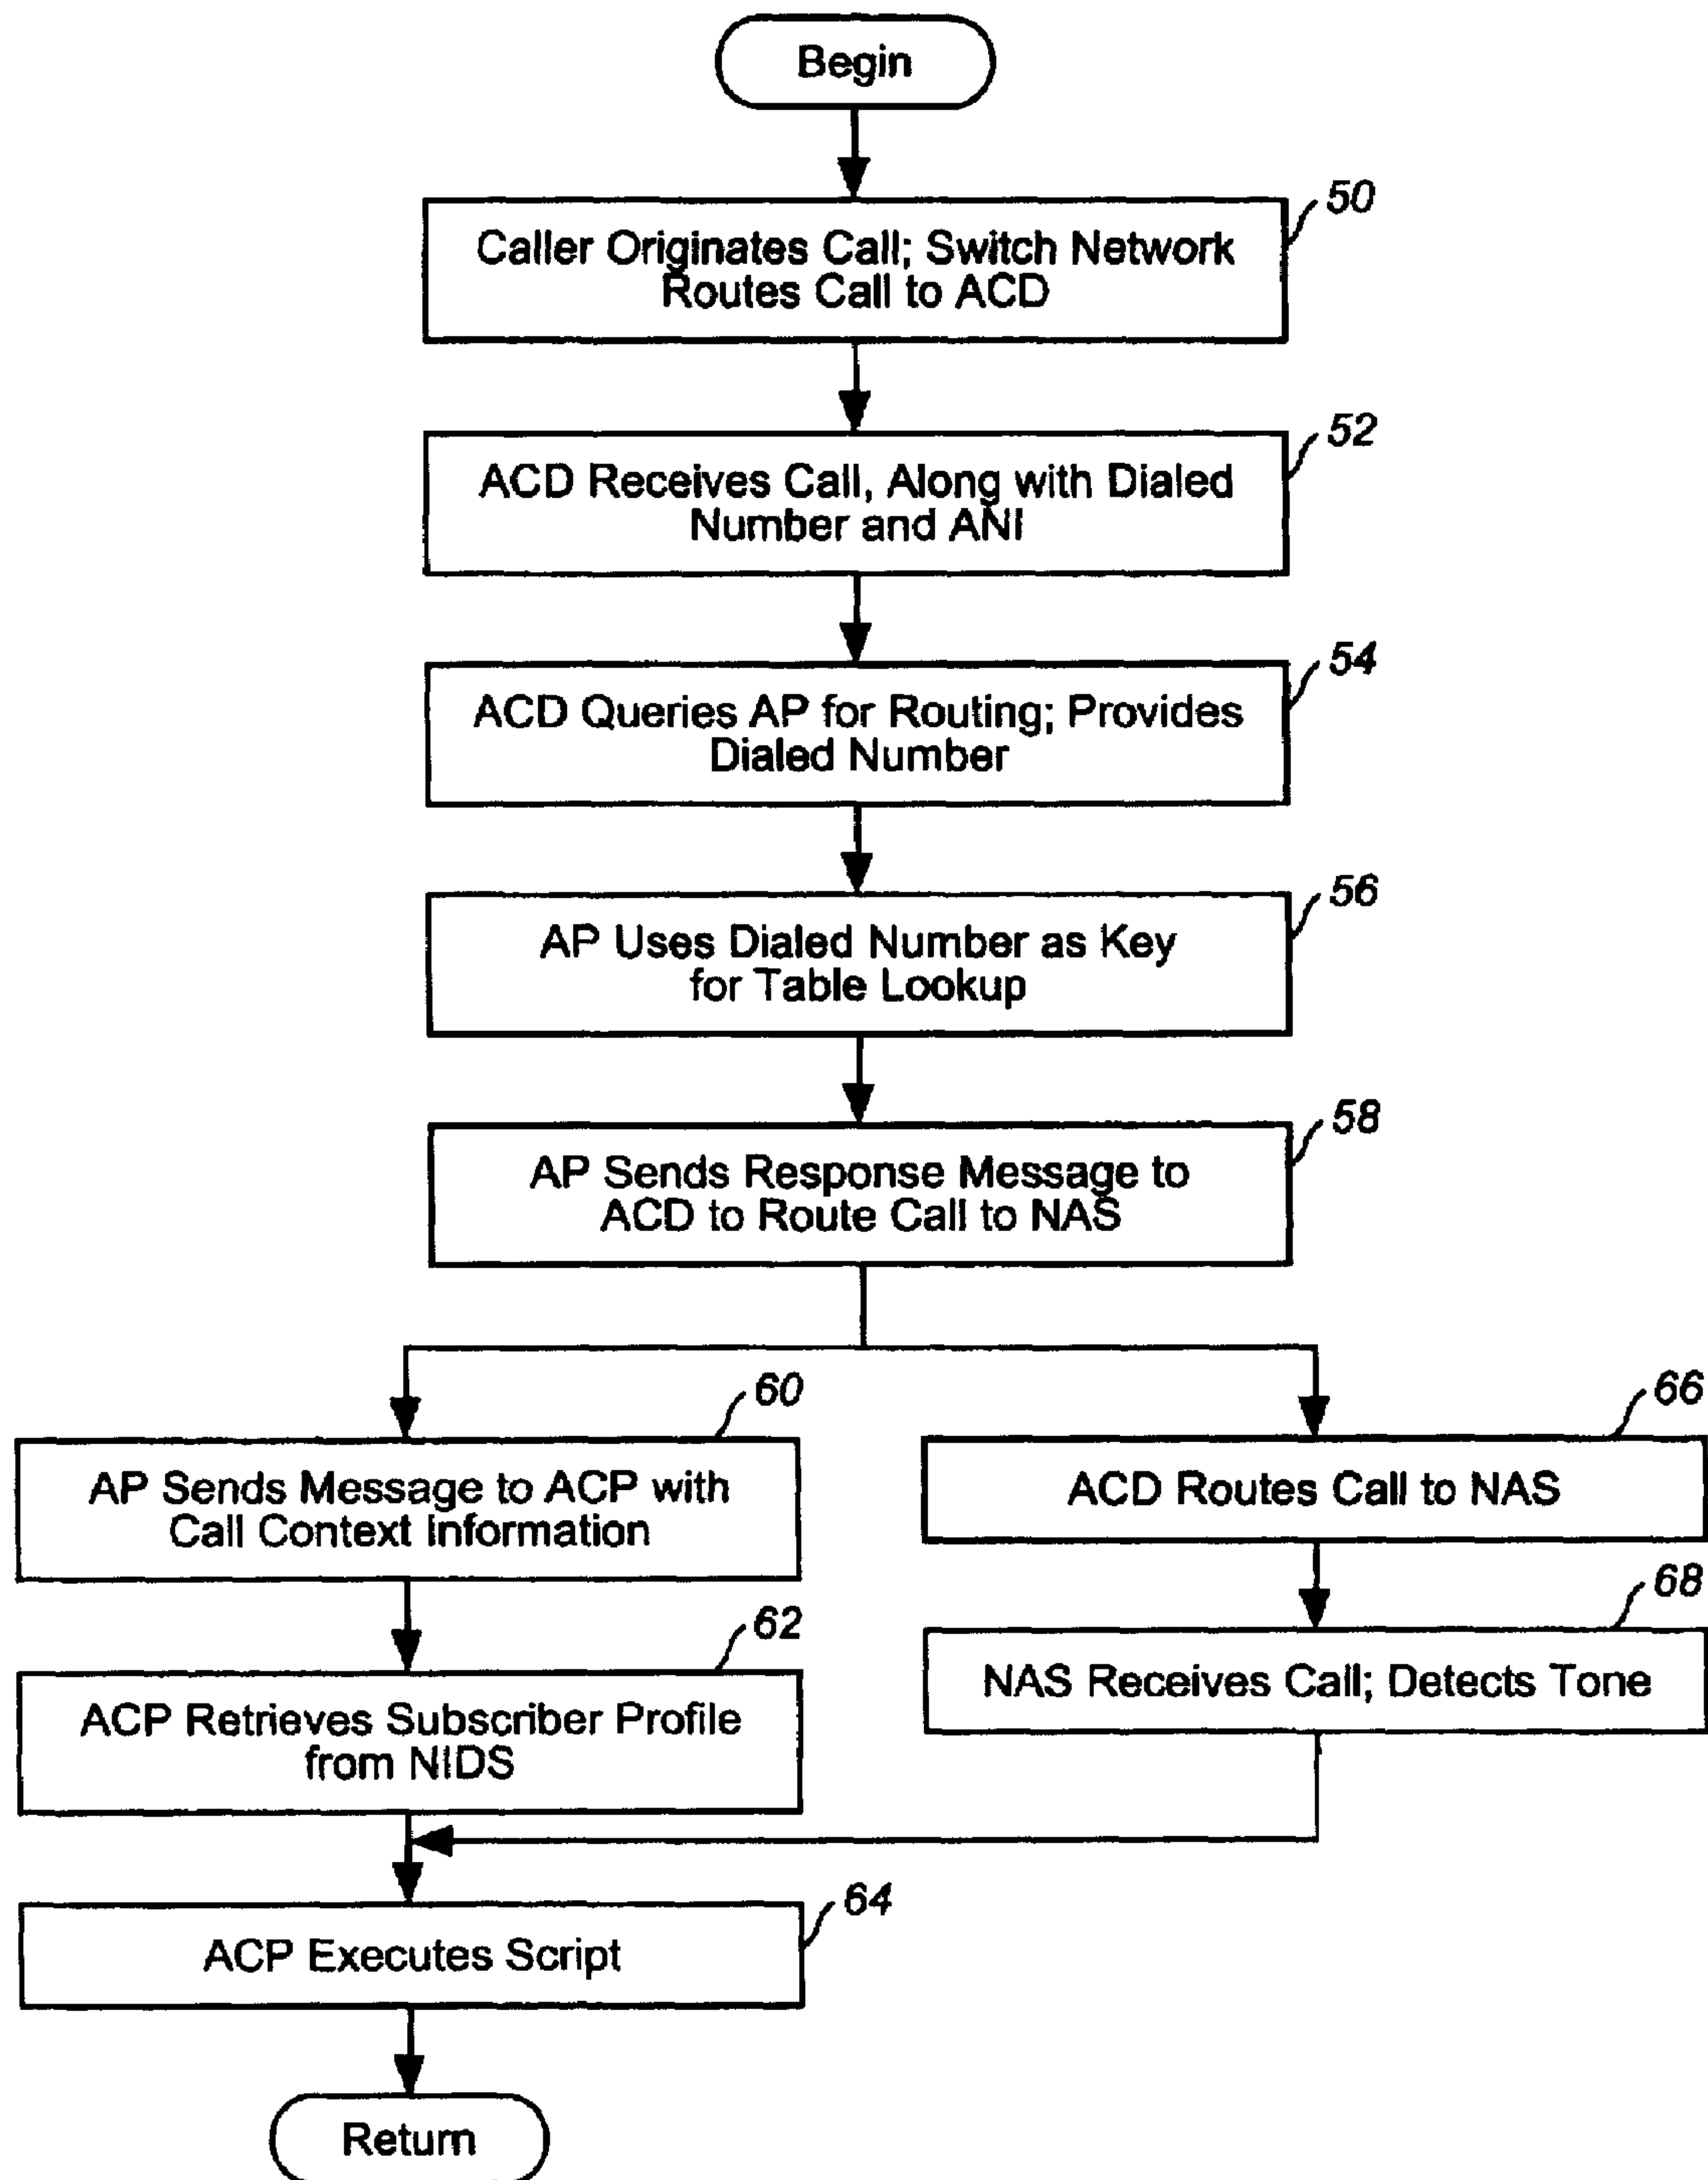 Begin
50
Caller Originates Call; Switch Network
Routes Call to ACD
52
ACD Receives Call, Along with Dialed
Number and ANI
54
ACD Queries AP for Routing; Provides
Dialed Number
56
AP Uses Dialed Number as Key
for Table Lookup
58
AP Sends Response Message to
ACD to Route Call to NAS
60
AP Sends Message to ACP with
Call Context Information
62
ACP Retrieves Subscriber Profile
from NIDS
66
ACD Routes Call to NAS
68
NAS Receives Call; Detects Tone
64
ACP Executes Script
Return